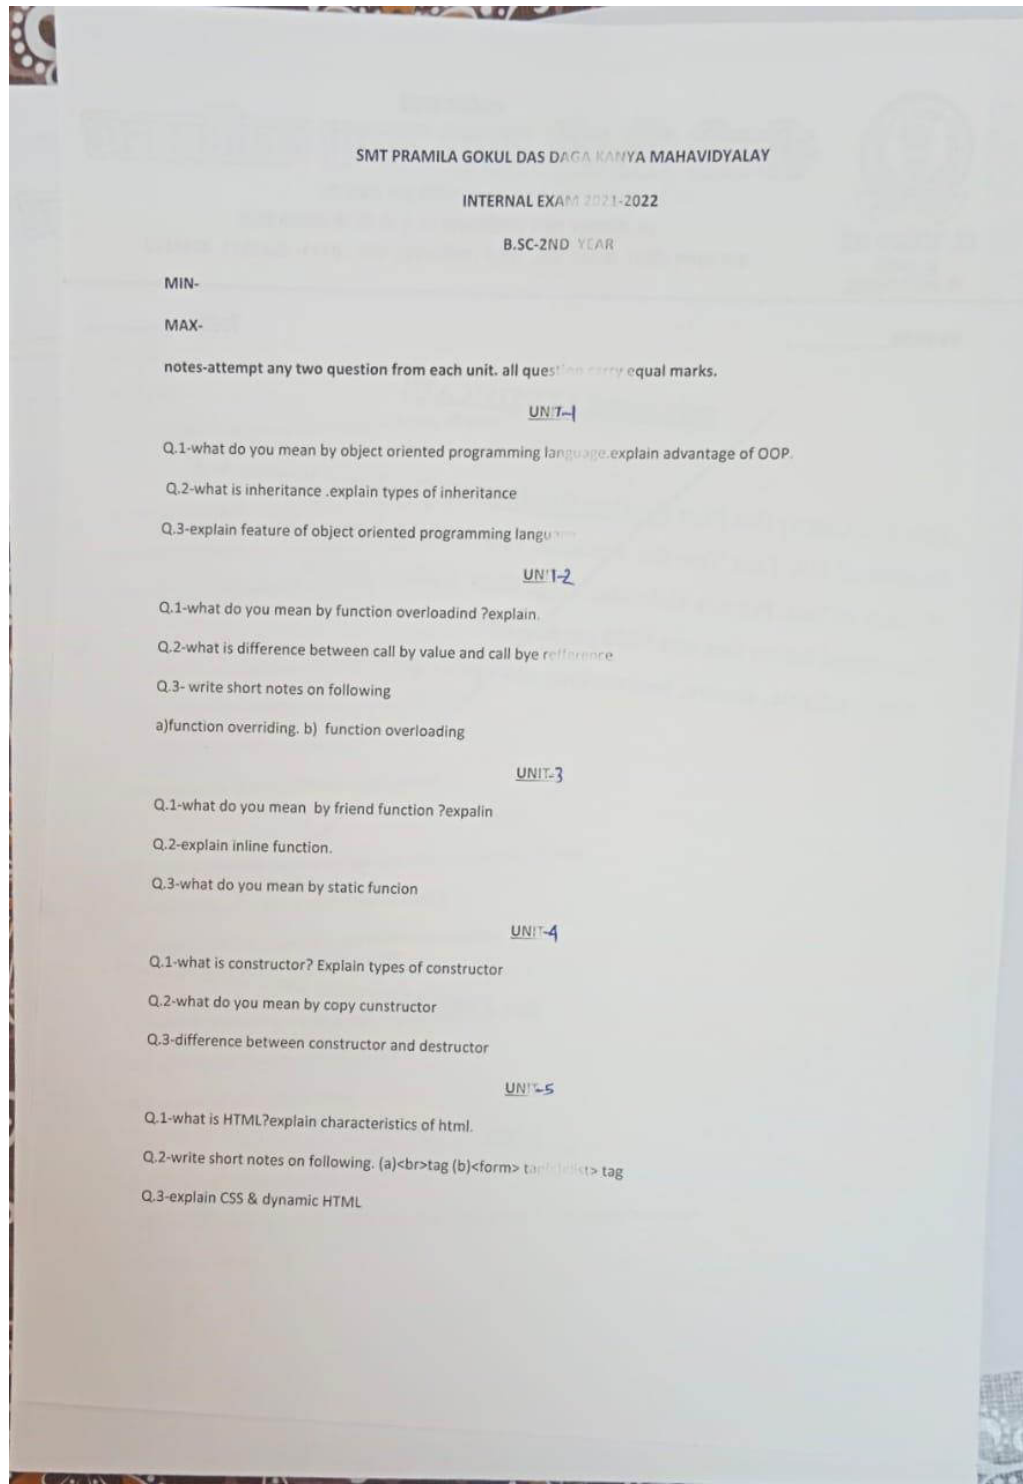 SMT PRAMILA GOKUL DAS DAGA KANYA MAHAVIDYALAY
INTERNAL EXAM 2021-2022
B.SC-2ND YEAR
MIN-
MAX-
notes-attempt any two question from each unit. all question carry equal marks.
UNIT-1
Q.1-what do you mean by object oriented programming language.explain advantage of OOP.
Q.2-what is inheritance .explain types of inheritance
Q.3-explain feature of object oriented programming language
UNIT-2
Q.1-what do you mean by function overloadind ?explain.
Q.2-what is difference between call by value and call bye refference
Q.3- write short notes on following
a)function overriding. b) function overloading
UNIT-3
Q.1-what do you mean by friend function ?expalin
Q.2-explain inline function.
Q.3-what do you mean by static funcion
UNIT-4
Q.1-what is constructor? Explain types of constructor
Q.2-what do you mean by copy cunstructor
Q.3-difference between constructor and destructor
UNIT-5
Q.1-what is HTML?explain characteristics of html.
Q.2-write short notes on following. (a)<br>tag (b)<form> tag
Q.3-explain CSS & dynamic HTML